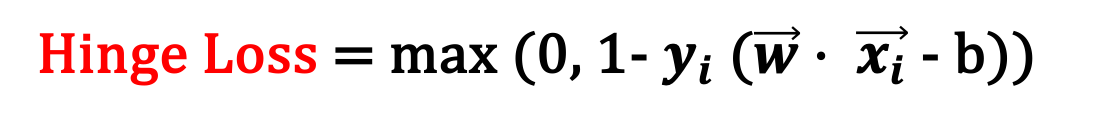 Hinge Loss = max (0, 1- yᵢ (w⃗ · x⃗ᵢ - b))